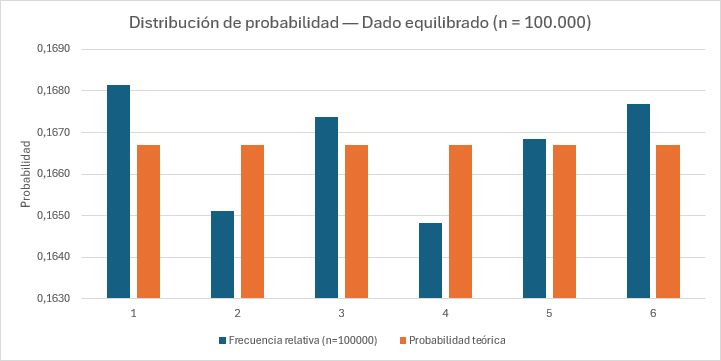 Distribución de probabilidad — Dado equilibrado (n = 100.000)
0,1690
0,1680
0,1670
0,1660
0,1650
0,1640
0,1630
Probabilidad
1 2 3 4 5 6
Frecuencia relativa (n=100000) Probabilidad teórica